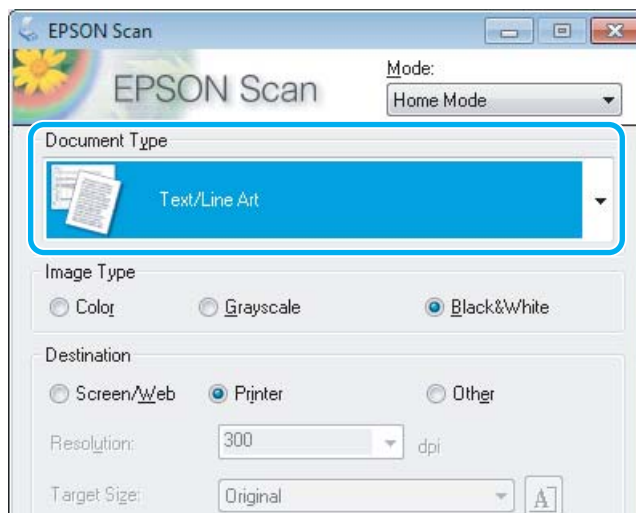 EPSON Scan
EPSON Scan
Mode:
Home Mode
Document Type
Text/Line Art
Image Type
Color Grayscale Black&White
Destination
Screen/Web Printer Other
Resolution: 300 dpi
Target Size: Original A